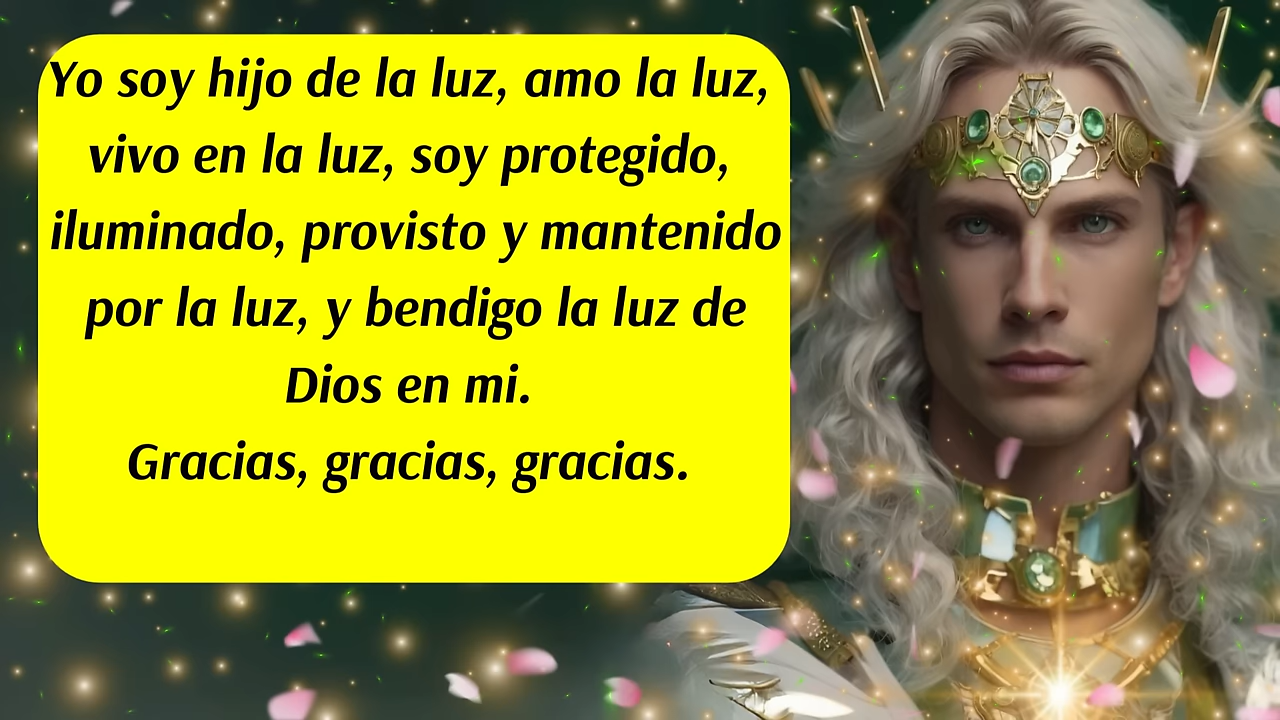 Yo soy hijo de la luz, amo la luz,
vivo en la luz, soy protegido,
iluminado, provisto y mantenido
por la luz, y bendigo la luz de
Dios en mi.
Gracias, gracias, gracias.